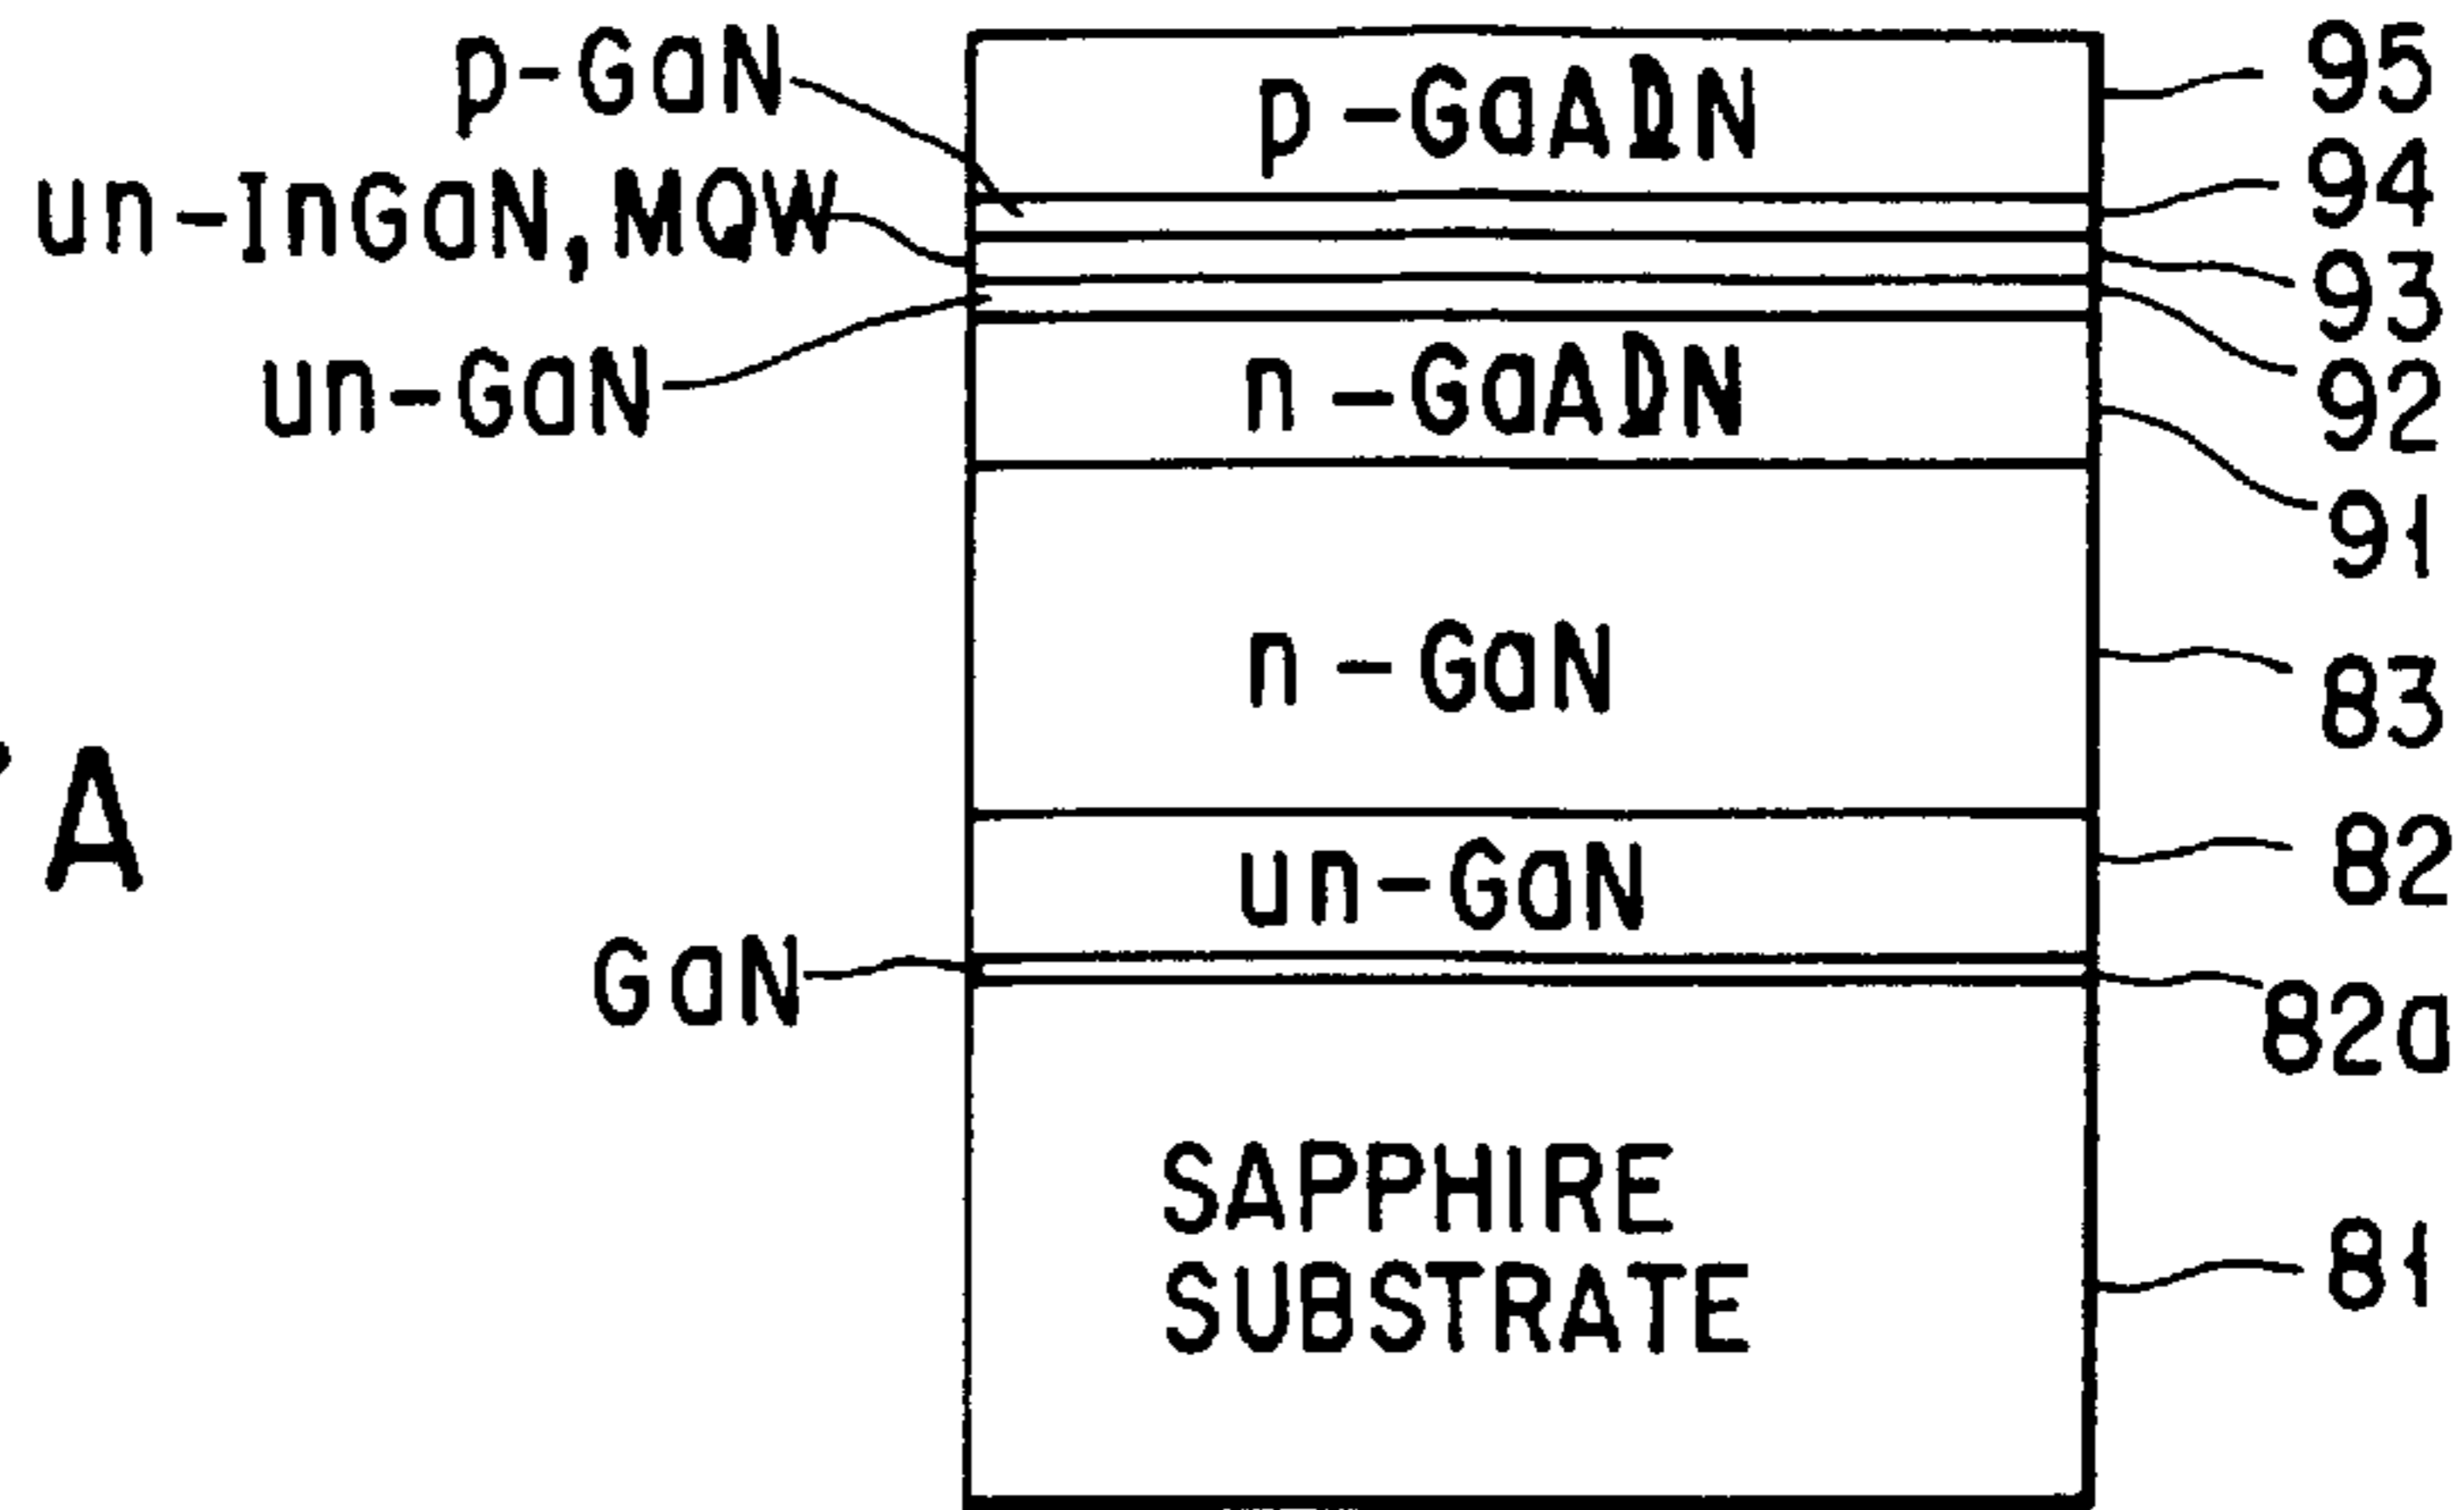 p-GaN
p-GaAlN
95
un-InGaN,MQW
94
93
un-GaN
n-GaAlN
92
91
n-GaN
83
A
un-GaN
82
GaN
82a
SAPPHIRE
SUBSTRATE
81